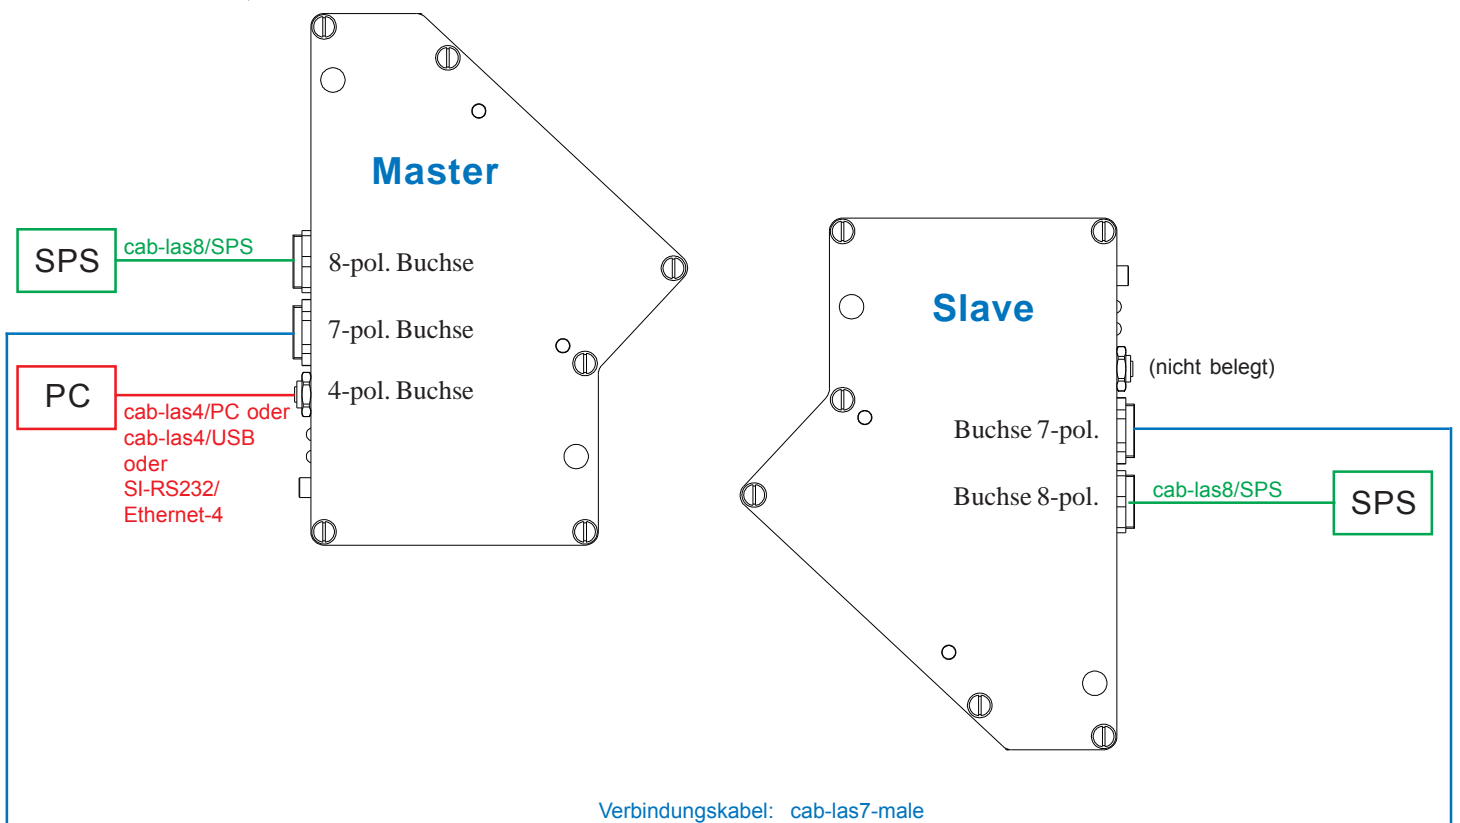 Master
SPS
cab-las8/SPS
8-pol. Buchse
7-pol. Buchse
PC
4-pol. Buchse
cab-las4/PC oder
cab-las4/USB
oder
SI-RS232/
Ethernet-4
Slave
(nicht belegt)
Buchse 7-pol.
Buchse 8-pol.
cab-las8/SPS
SPS
Verbindungskabel: cab-las7-male